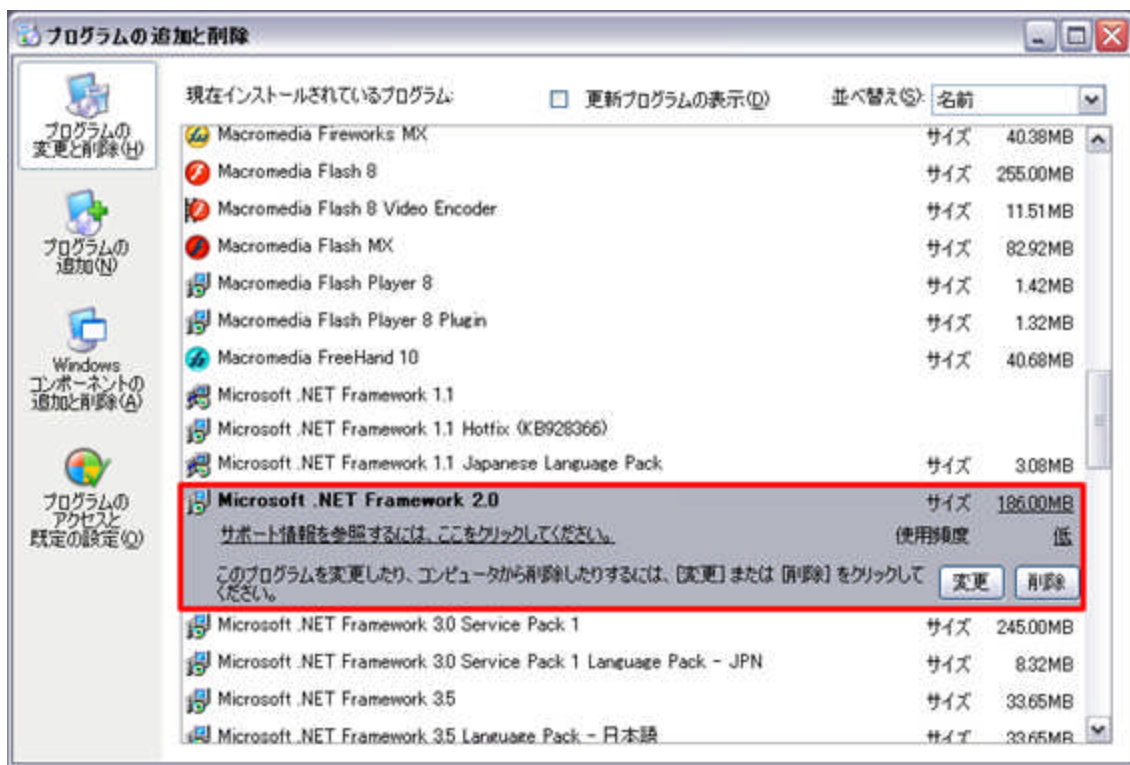 プログラムの追加と削除
プログラムの
変更と削除(H)
プログラムの
追加(N)
Windows
コンポーネントの
追加と削除(A)
プログラムの
アクセスと
既定の設定(O)
現在インストールされているプログラム:
更新プログラムの表示(D)
並べ替え(S): 名前
Macromedia Fireworks MX サイズ 40.38MB
Macromedia Flash 8 サイズ 255.00MB
Macromedia Flash 8 Video Encoder サイズ 11.51MB
Macromedia Flash MX サイズ 82.92MB
Macromedia Flash Player 8 サイズ 1.42MB
Macromedia Flash Player 8 Plugin サイズ 1.32MB
Macromedia FreeHand 10 サイズ 40.68MB
Microsoft .NET Framework 1.1
Microsoft .NET Framework 1.1 Hotfix (KB928366)
Microsoft .NET Framework 1.1 Japanese Language Pack サイズ 3.08MB
Microsoft .NET Framework 2.0 サイズ 186.00MB
サポート情報を参照するには、ここをクリックしてください。 使用頻度 低
このプログラムを変更したり、コンピュータから削除したりするには、[変更] または [削除] をクリックして
ください。 変更 削除
Microsoft .NET Framework 3.0 Service Pack 1 サイズ 245.00MB
Microsoft .NET Framework 3.0 Service Pack 1 Language Pack - JPN サイズ 8.32MB
Microsoft .NET Framework 3.5 サイズ 33.65MB
Microsoft .NET Framework 3.5 Language Pack - 日本語 サイズ 33.65MB